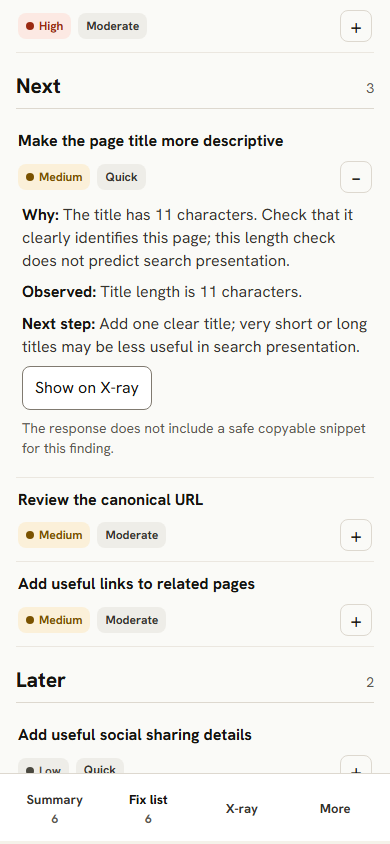 High Moderate +
Next 3
Make the page title more descriptive
Medium Quick −
Why: The title has 11 characters. Check that it
clearly identifies this page; this length check
does not predict search presentation.
Observed: Title length is 11 characters.
Next step: Add one clear title; very short or long
titles may be less useful in search presentation.
Show on X-ray
The response does not include a safe copyable snippet
for this finding.
Review the canonical URL
Medium Moderate +
Add useful links to related pages
Medium Moderate +
Later 2
Add useful social sharing details
Low Quick +
Summary Fix list X-ray More
6 6